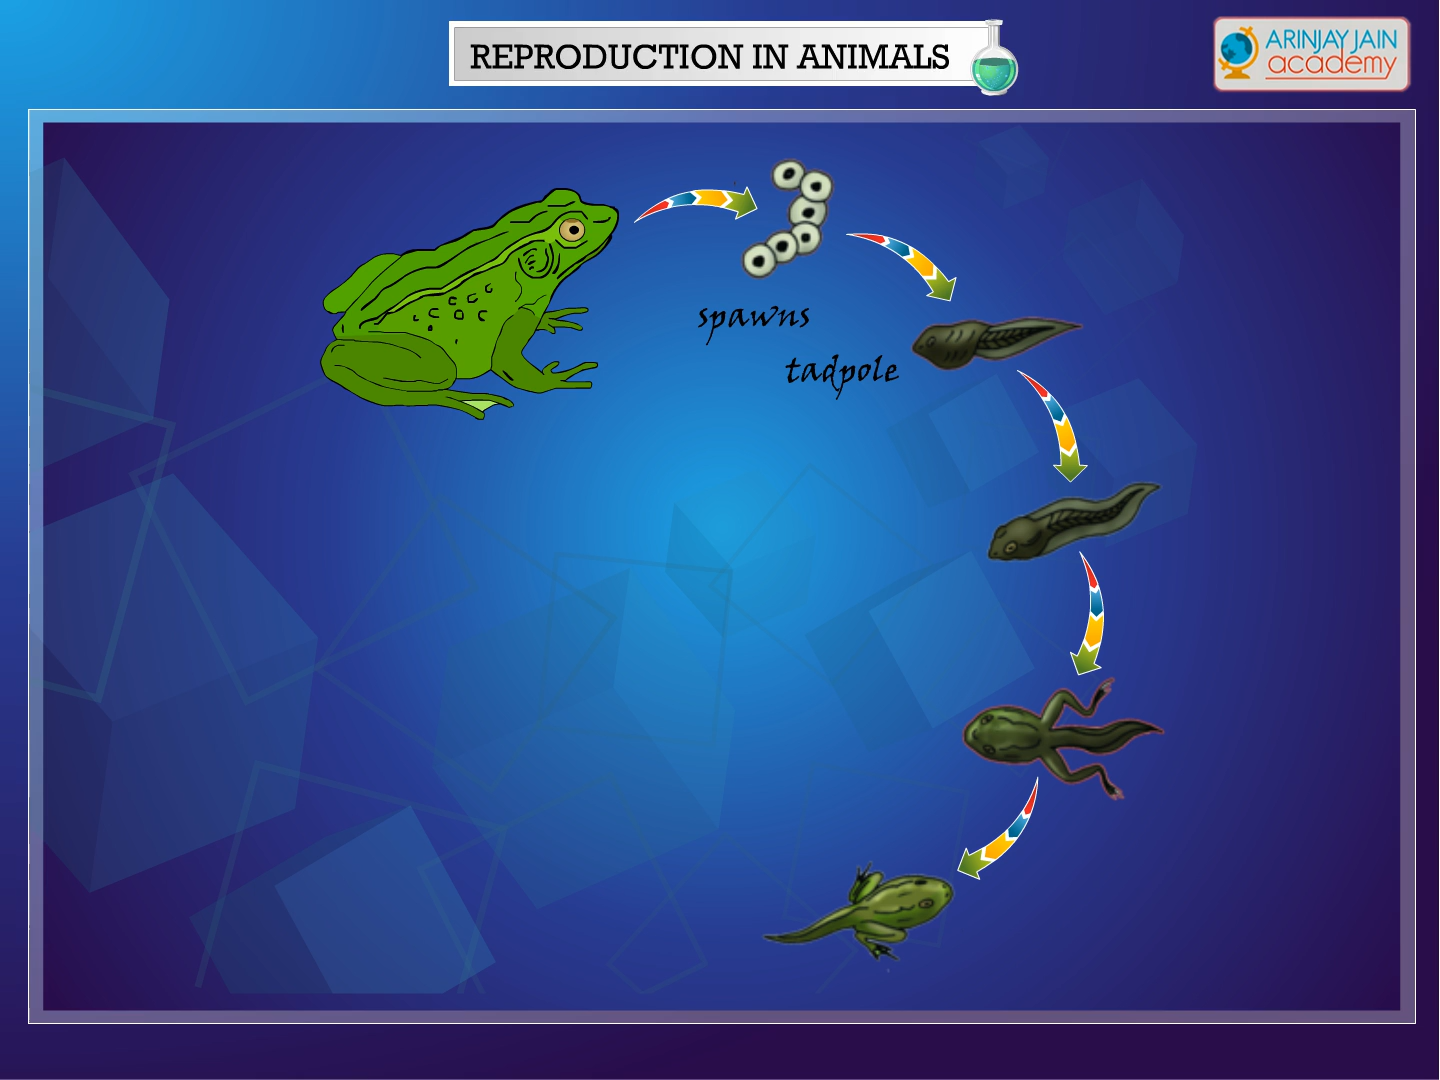 REPRODUCTION IN ANIMALS
ARINJAY JAIN
academy
spawns
tadpole